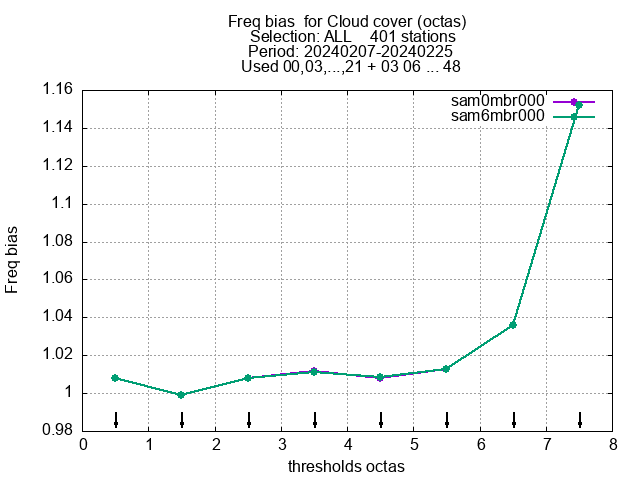 Freq bias  for Cloud cover (octas)
Selection: ALL    401 stations
Period: 20240207-20240225
Used 00,03,...,21 + 03 06 ... 48
sam0mbr000
sam6mbr000
1.16
1.14
1.12
1.1
1.08
1.06
1.04
1.02
1
0.98
Freq bias
0 1 2 3 4 5 6 7 8
thresholds octas